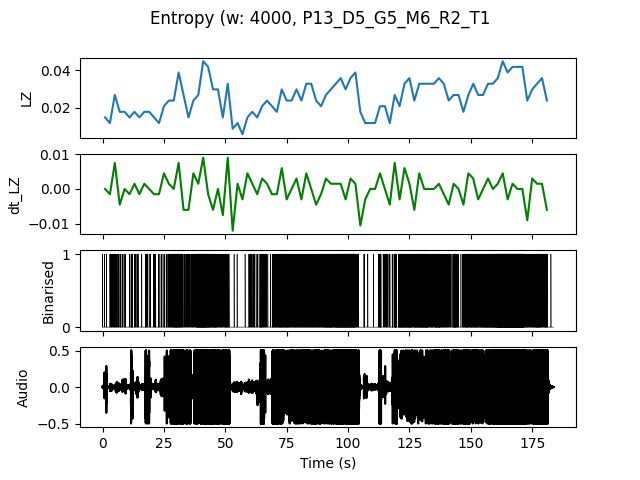 Entropy (w: 4000, P13_D5_G5_M6_R2_T1
0.04
0.02
LZ
0.01
0.00
−0.01
dt_LZ
1
0
Binarised
0.5
0.0
−0.5
Audio
0 25 50 75 100 125 150 175
Time (s)